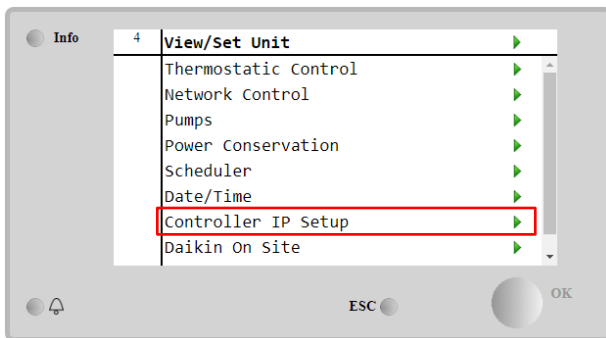 Info
4 View/Set Unit
Thermostatic Control
Network Control
Pumps
Power Conservation
Scheduler
Date/Time
Controller IP Setup
Daikin On Site
ESC
OK